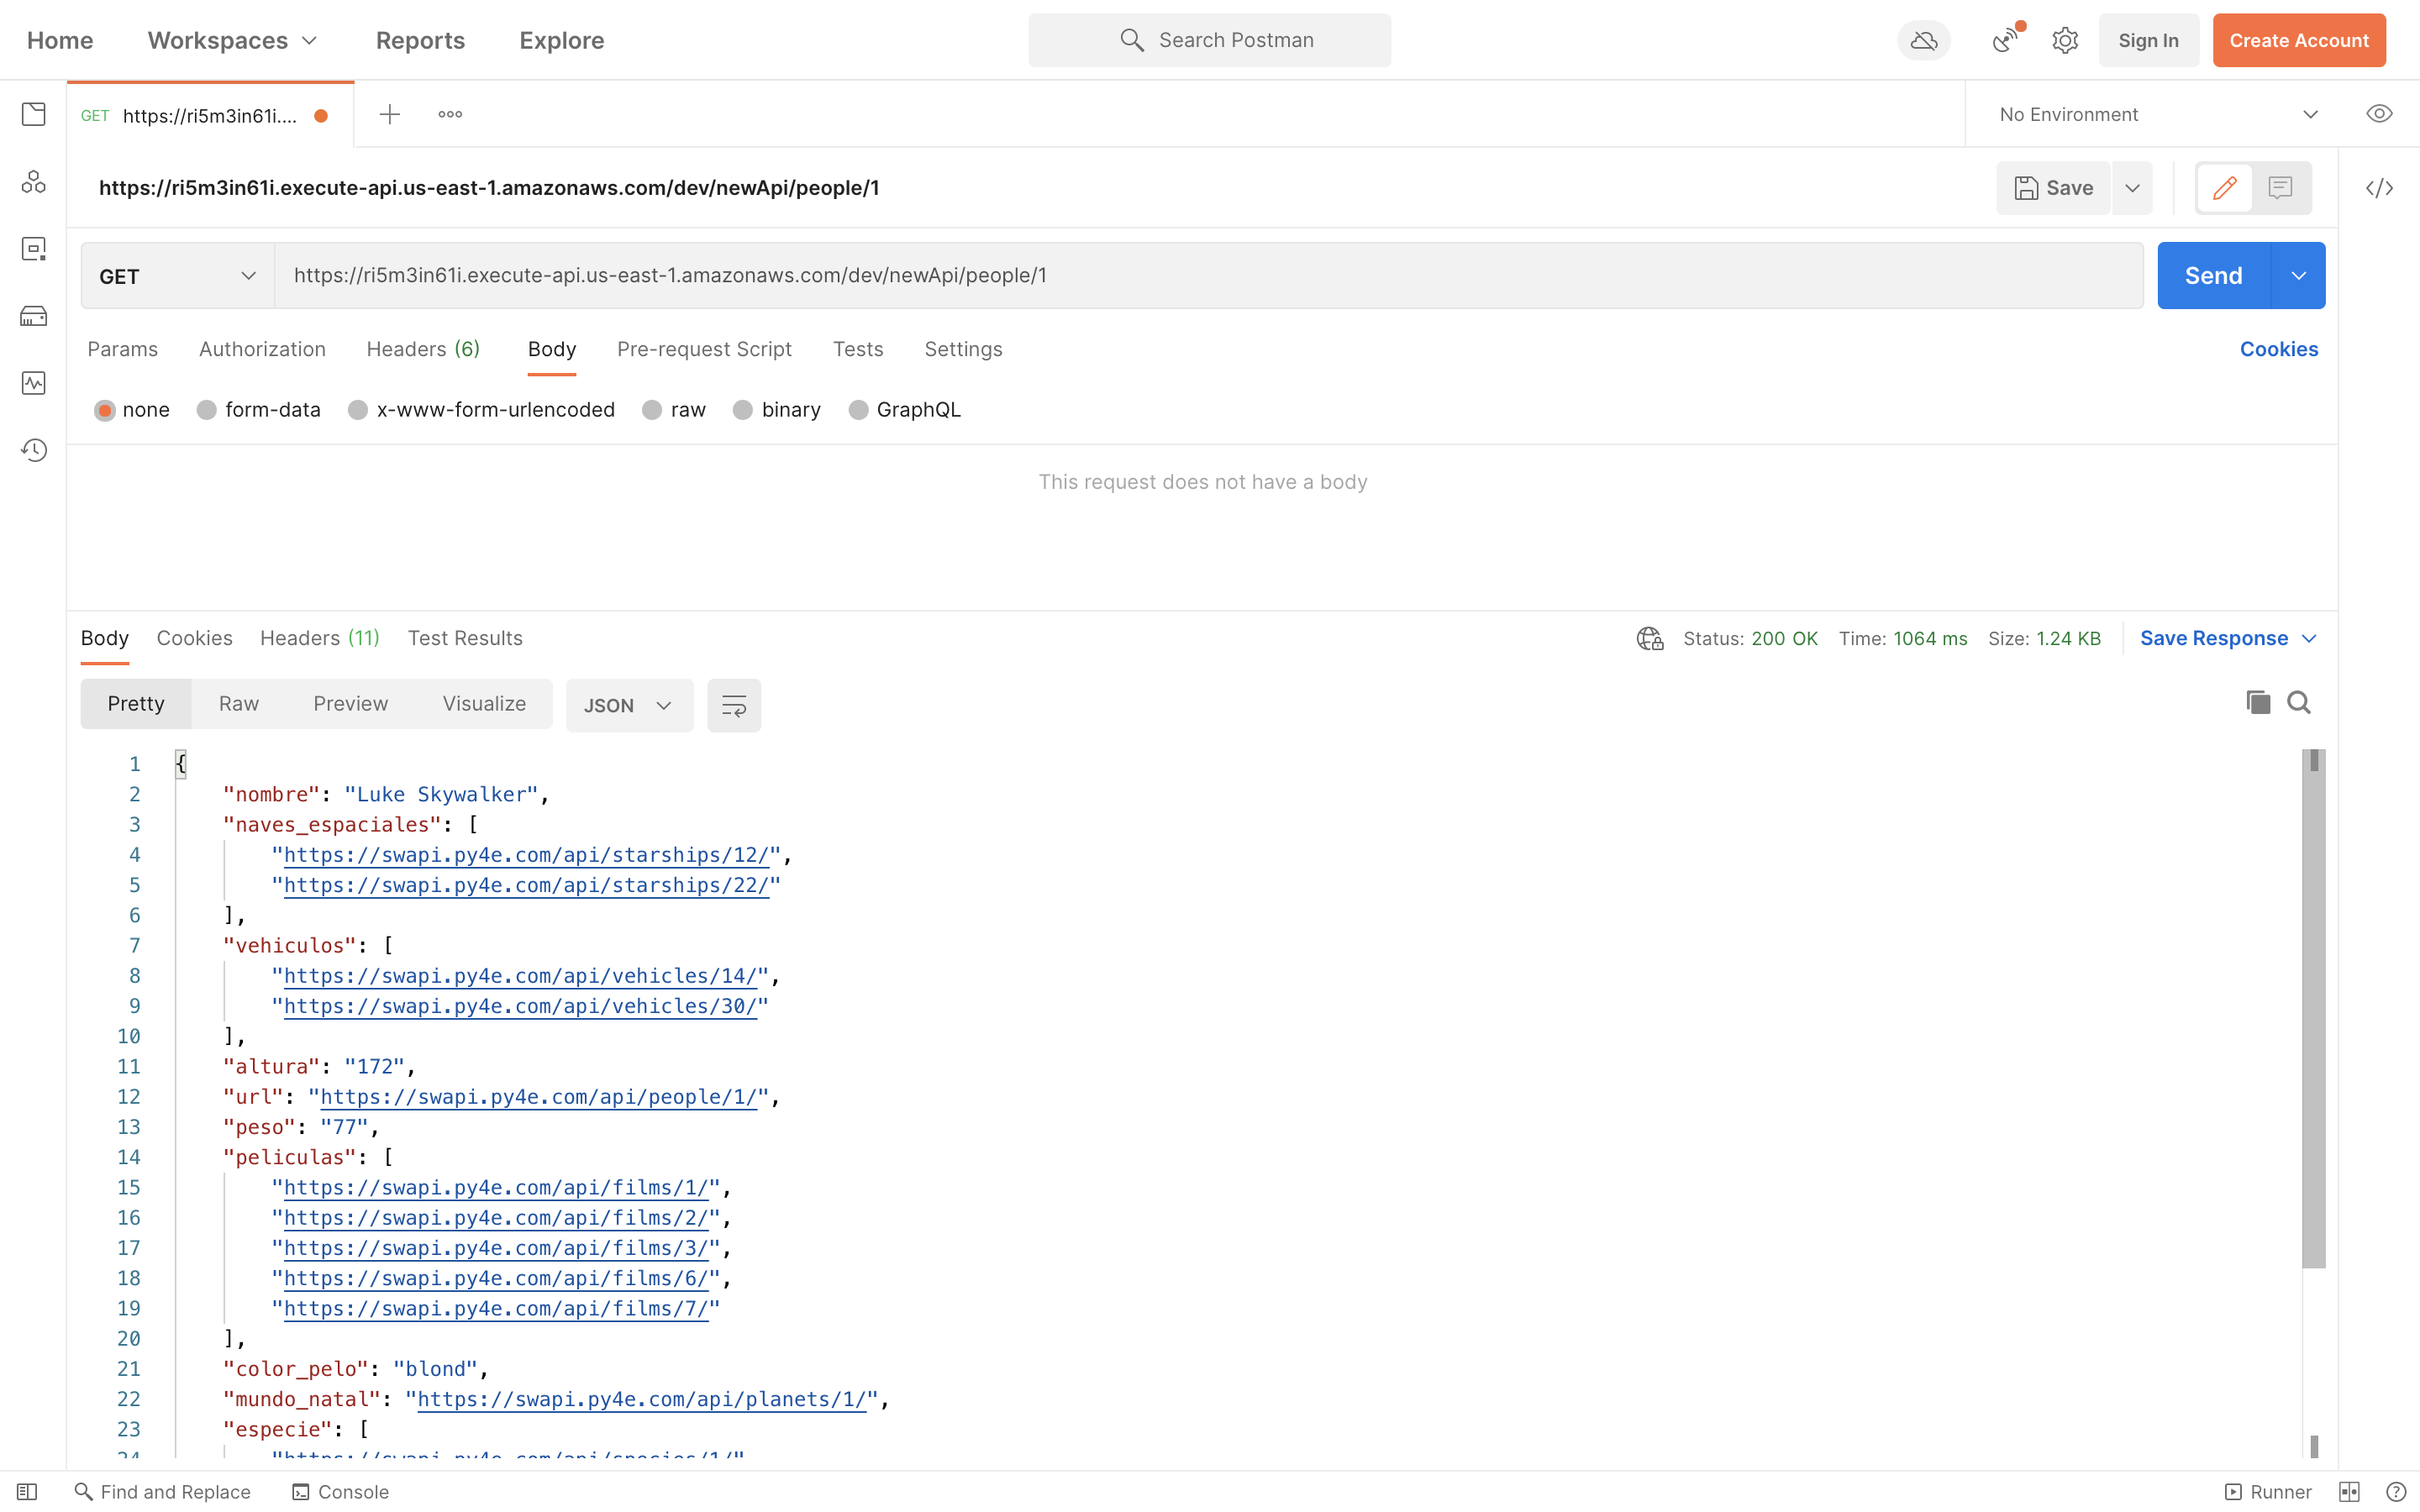 Home Workspaces Reports Explore Search Postman Sign In Create Account
GET https://ri5m3in61i.... No Environment
https://ri5m3in61i.execute-api.us-east-1.amazonaws.com/dev/newApi/people/1 Save
GET https://ri5m3in61i.execute-api.us-east-1.amazonaws.com/dev/newApi/people/1 Send
Params Authorization Headers (6) Body Pre-request Script Tests Settings Cookies
none form-data x-www-form-urlencoded raw binary GraphQL
This request does not have a body
Body Cookies Headers (11) Test Results Status: 200 OK Time: 1064 ms Size: 1.24 KB Save Response
Pretty Raw Preview Visualize JSON
1 {
2 "nombre": "Luke Skywalker",
3 "naves_espaciales": [
4 "https://swapi.py4e.com/api/starships/12/",
5 "https://swapi.py4e.com/api/starships/22/"
6 ],
7 "vehiculos": [
8 "https://swapi.py4e.com/api/vehicles/14/",
9 "https://swapi.py4e.com/api/vehicles/30/"
10 ],
11 "altura": "172",
12 "url": "https://swapi.py4e.com/api/people/1/",
13 "peso": "77",
14 "peliculas": [
15 "https://swapi.py4e.com/api/films/1/",
16 "https://swapi.py4e.com/api/films/2/",
17 "https://swapi.py4e.com/api/films/3/",
18 "https://swapi.py4e.com/api/films/6/",
19 "https://swapi.py4e.com/api/films/7/"
20 ],
21 "color_pelo": "blond",
22 "mundo_natal": "https://swapi.py4e.com/api/planets/1/",
23 "especie": [
24 "https://swapi.py4e.com/api/species/1/"
Find and Replace Console Runner